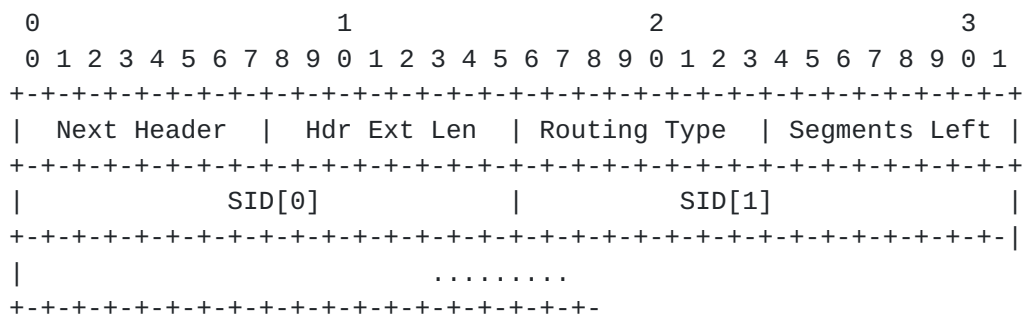 0                   1                   2                   3
 0 1 2 3 4 5 6 7 8 9 0 1 2 3 4 5 6 7 8 9 0 1 2 3 4 5 6 7 8 9 0 1
+-+-+-+-+-+-+-+-+-+-+-+-+-+-+-+-+-+-+-+-+-+-+-+-+-+-+-+-+-+-+-+-+
|  Next Header  |  Hdr Ext Len  | Routing Type  | Segments Left |
+-+-+-+-+-+-+-+-+-+-+-+-+-+-+-+-+-+-+-+-+-+-+-+-+-+-+-+-+-+-+-+-+
|             SID[0]            |          SID[1]               |
+-+-+-+-+-+-+-+-+-+-+-+-+-+-+-+-+-+-+-+-+-+-+-+-+-+-+-+-+-+-+-+-|
|                          .........
+-+-+-+-+-+-+-+-+-+-+-+-+-+-+-+-+-+-+-